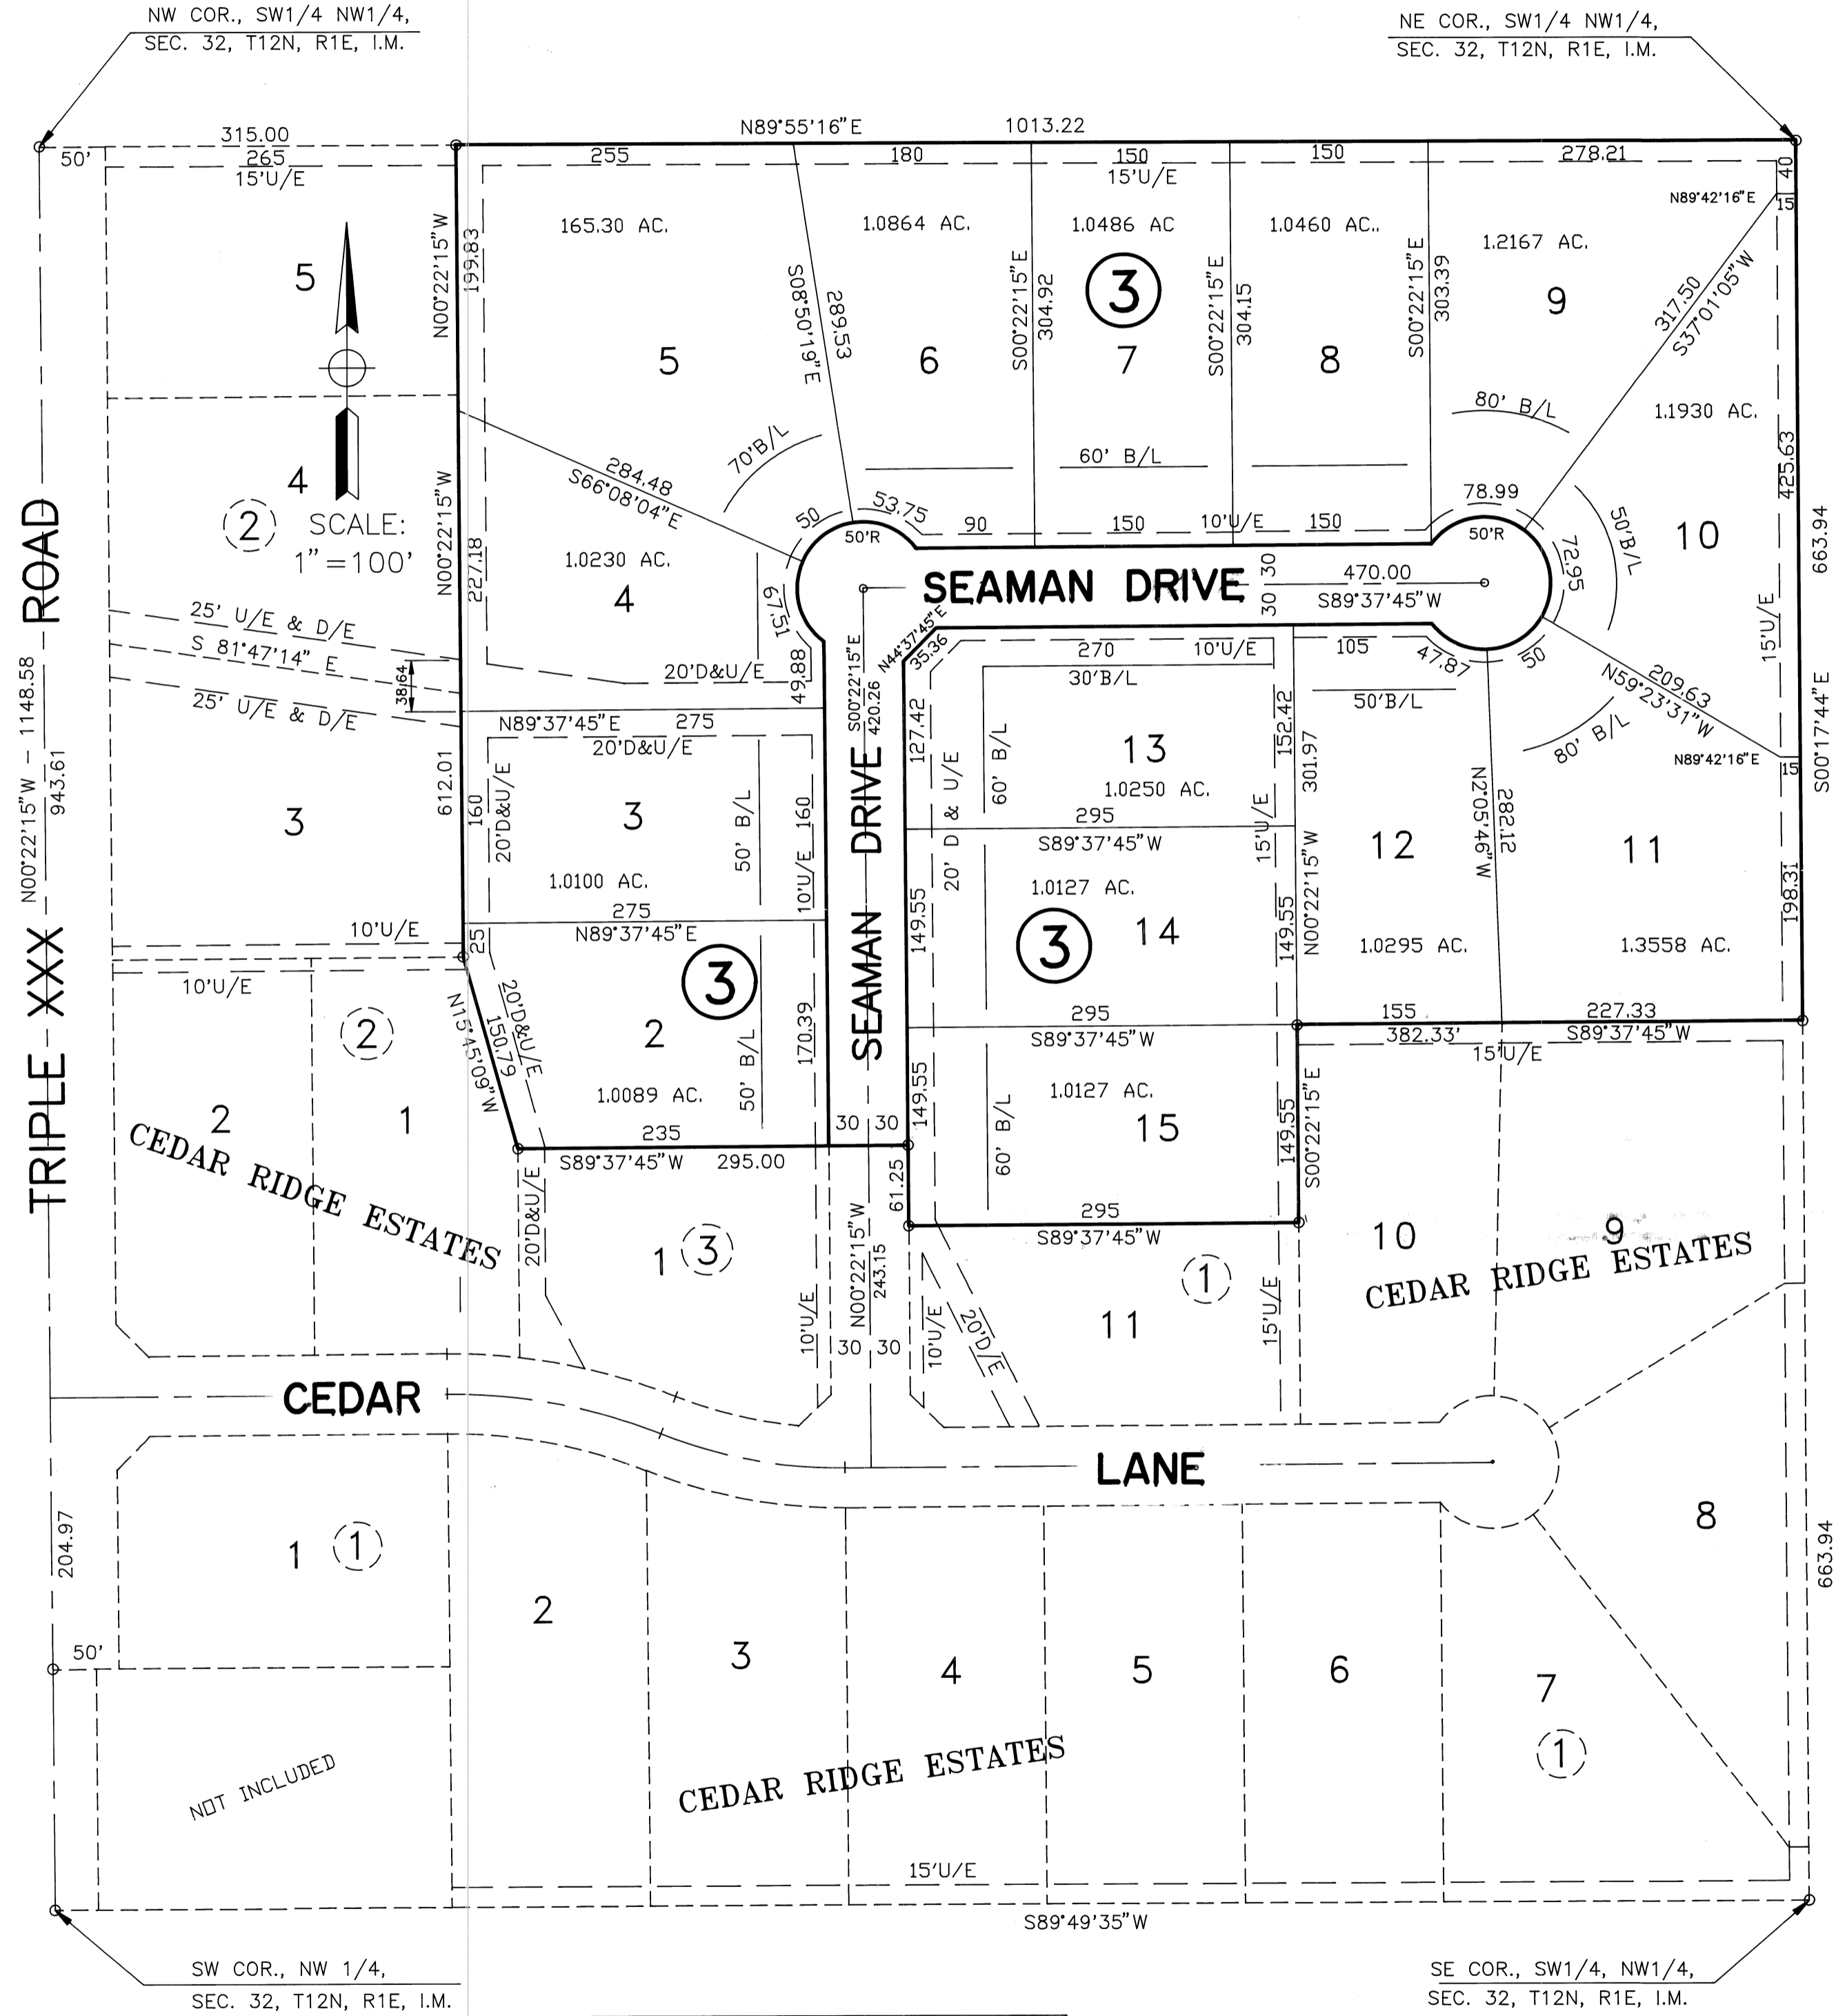 NW COR., SW1/4 NW1/4,
SEC. 32, T12N, R1E, I.M.
NE COR., SW1/4 NW1/4,
SEC. 32, T12N, R1E, I.M.
315.00
N89°55'16"E 1013.22
50'
265
15'U/E
255
180
150
15'U/E
150
278.21
40
N89°42'16"E
15
N00°22'15"W
199.83
165.30 AC.
1.0864 AC.
1.0486 AC
1.0460 AC..
1.2167 AC.
5
5
S08°50'19"E
289.53
6
S00°22'15"E
304.92
3
7
S00°22'15"E
304.15
8
S00°22'15"E
303.39
9
317.50
S37°01'05"W
1.1930 AC.
80' B/L
70'B/L
60' B/L
4
2
SCALE:
1"=100'
N00°22'15"W
227.18
284.48
S66°08'04"E
50
53.75
50'R
90
150
10'U/E
150
78.99
50'R
50'B/L
10
425.63
663.94
1.0230 AC.
4
67.51
SEAMAN DRIVE
30 30
470.00
S89°37'45"W
72.95
15'U/E
25' U/E & D/E
S 81°47'14" E
25' U/E & D/E
38.64
20'D&U/E
49.88
S00°22'15"E
420.26
N44°37'45"E
35.36
270
10'U/E
30'B/L
105
47.87
50
50'B/L
209.63
N59°23'31"W
80' B/L
N89°42'16"E
15
S00°17'44"E
TRIPLE XXX ROAD
N00°22'15"W - 1148.58
943.61
N89°37'45"E 275
20'D&U/E
127.42
60' B/L
13
1.0250 AC.
152.42
301.97
3
612.01
160
20'D&U/E
3
50' B/L
160
10'U/E
1.0100 AC.
SEAMAN DRIVE
20' D & U/E
295
S89°37'45"W
15'U/E
N00°22'15"W
12
N2°05'46"W
282.12
11
198.31
275
N89°37'45"E
1.0127 AC.
3
14
149.55
149.55
1.0295 AC.
1.3558 AC.
10'U/E
10'U/E
25
3
2
N15°45'09"W
150.79
20'D&U/E
2
170.39
50' B/L
1.0089 AC.
295
S89°37'45"W
155
382.33'
227.33
S89°37'45"W
15'U/E
2
1
CEDAR RIDGE ESTATES
149.55
60' B/L
1.0127 AC.
15
149.55
S00°22'15"E
235
S89°37'45"W 295.00
30 30
61.25
295
S89°37'45"W
20'D&U/E
1
3
N00°22'15"W
243.15
10'U/E
30 30
10'U/E
20'D/E
11
1
15'U/E
10
9
CEDAR RIDGE ESTATES
CEDAR
LANE
204.97
1
1
2
3
4
5
6
7
1
8
663.94
50'
NOT INCLUDED
CEDAR RIDGE ESTATES
15'U/E
S89°49'35"W
SW COR., NW 1/4,
SEC. 32, T12N, R1E, I.M.
SE COR., SW1/4, NW1/4,
SEC. 32, T12N, R1E, I.M.